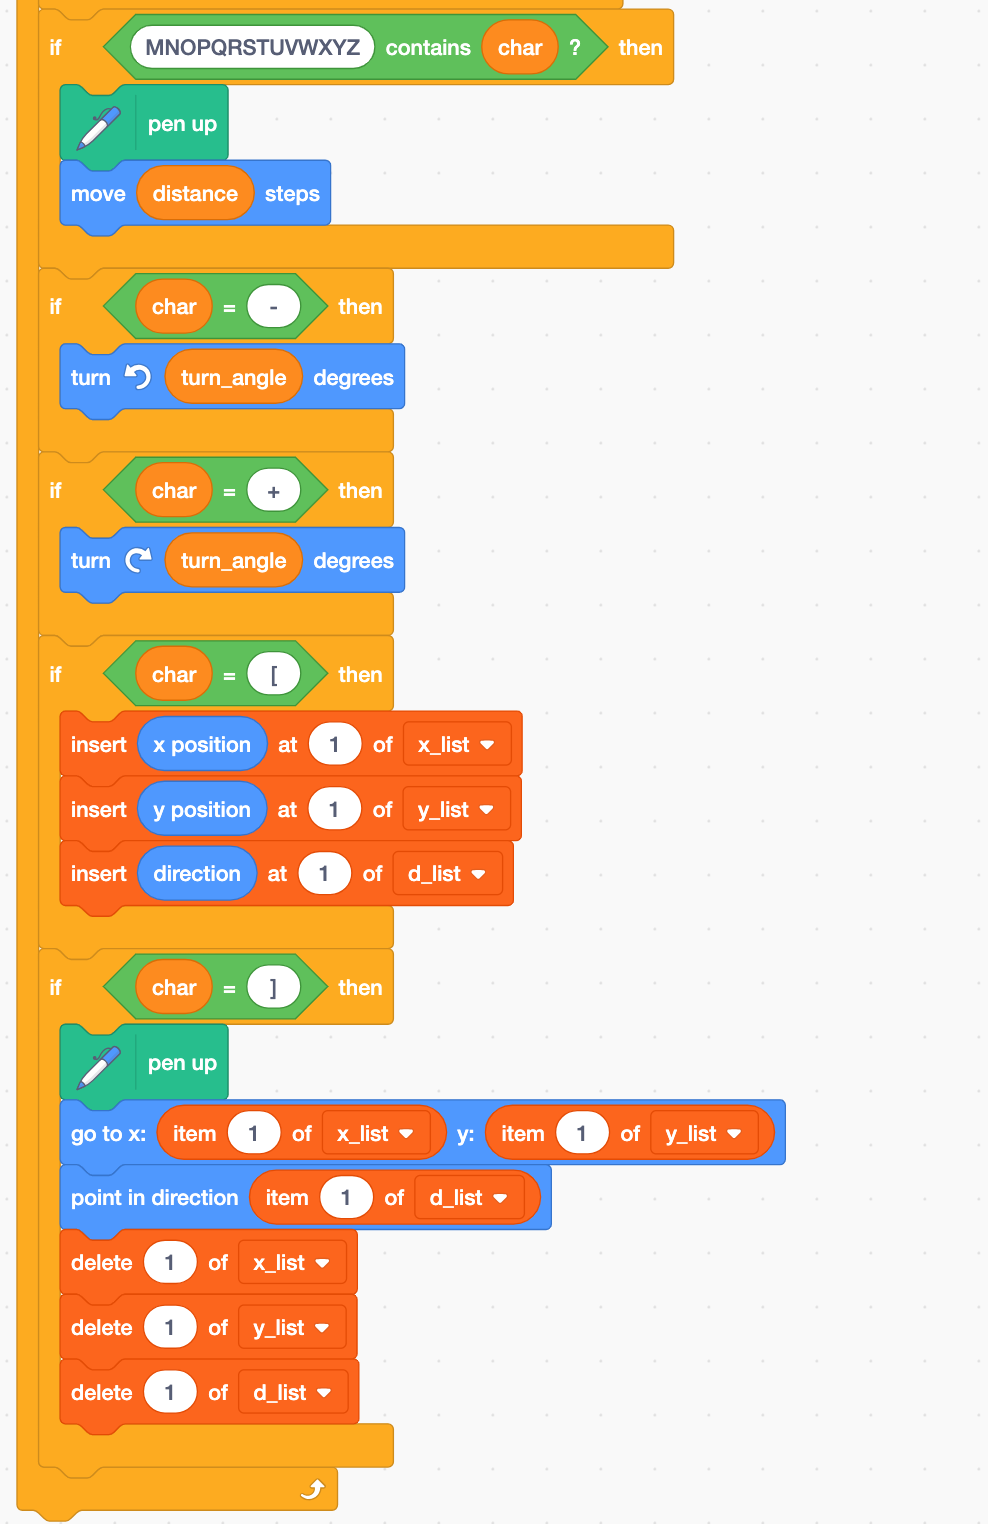 if MNOPQRSTUVWXYZ contains char ? then
pen up
move distance steps
if char = - then
turn turn_angle degrees
if char = + then
turn turn_angle degrees
if char = [ then
insert x position at 1 of x_list
insert y position at 1 of y_list
insert direction at 1 of d_list
if char = ] then
pen up
go to x: item 1 of x_list y: item 1 of y_list
point in direction item 1 of d_list
delete 1 of x_list
delete 1 of y_list
delete 1 of d_list